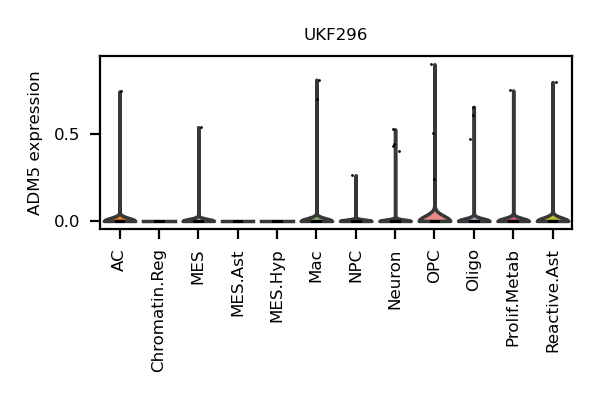 UKF296
ADM5 expression
0.5
0.0
AC
Chromatin.Reg
MES
MES.Ast
MES.Hyp
Mac
NPC
Neuron
OPC
Oligo
Prolif.Metab
Reactive.Ast